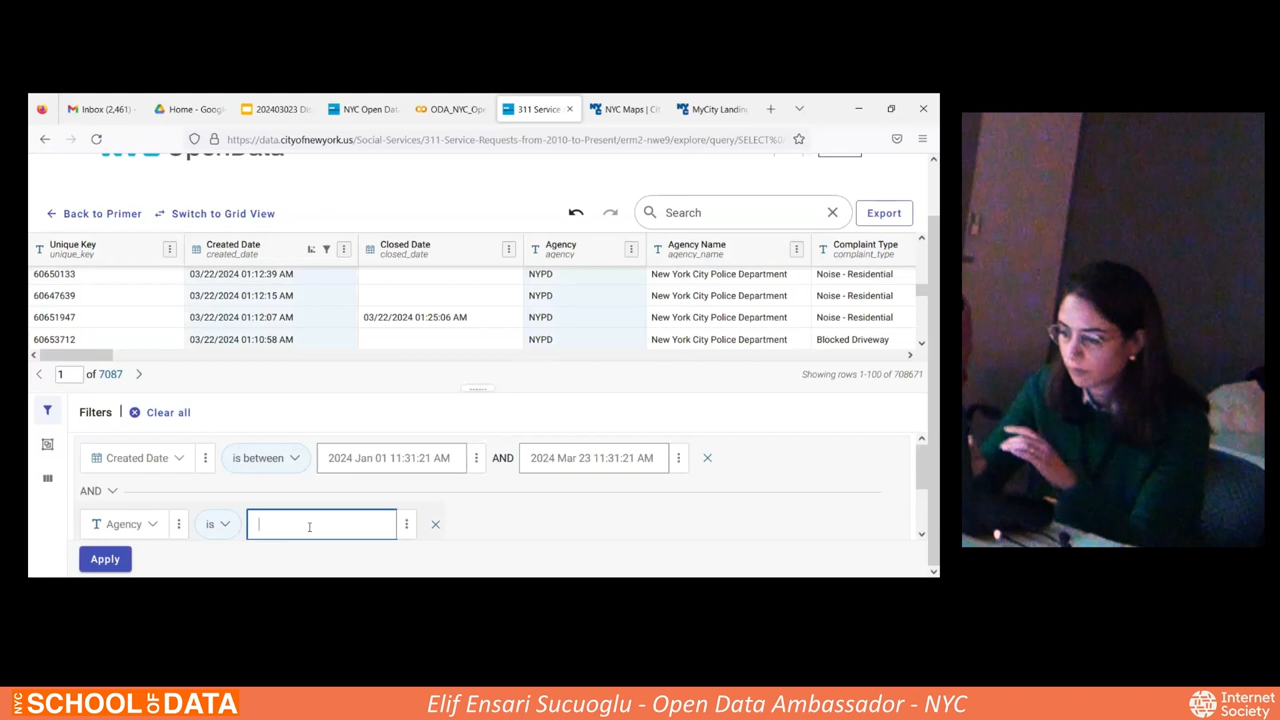 Inbox (2,461)
Home - Goog
202403023 Di
NYC Open Dat
ODA_NYC_Ope
311 Service
NYC Maps | Ci
MyCity Landin
https://data.cityofnewyork.us/Social-Services/311-Service-Requests-from-2010-to-Present/erm2-nwe9/explore/query/SELECT%0
OpenData
Back to Primer
Switch to Grid View
Search
Export
Unique Key
unique_key
Created Date
created_date
Closed Date
closed_date
Agency
agency
Agency Name
agency_name
Complaint Type
complaint_type
60650133 03/22/2024 01:12:39 AM NYPD New York City Police Department Noise - Residential
60647639 03/22/2024 01:12:15 AM NYPD New York City Police Department Noise - Residential
60651947 03/22/2024 01:12:07 AM 03/22/2024 01:25:06 AM NYPD New York City Police Department Noise - Residential
60653712 03/22/2024 01:10:58 AM NYPD New York City Police Department Blocked Driveway
1 of 7087
Showing rows 1-100 of 708671
Filters | Clear all
Created Date is between 2024 Jan 01 11:31:21 AM AND 2024 Mar 23 11:31:21 AM
AND
Agency is
Apply
NYC SCHOOL OF DATA
Elif Ensari Sucuoglu - Open Data Ambassador - NYC
Internet
Society